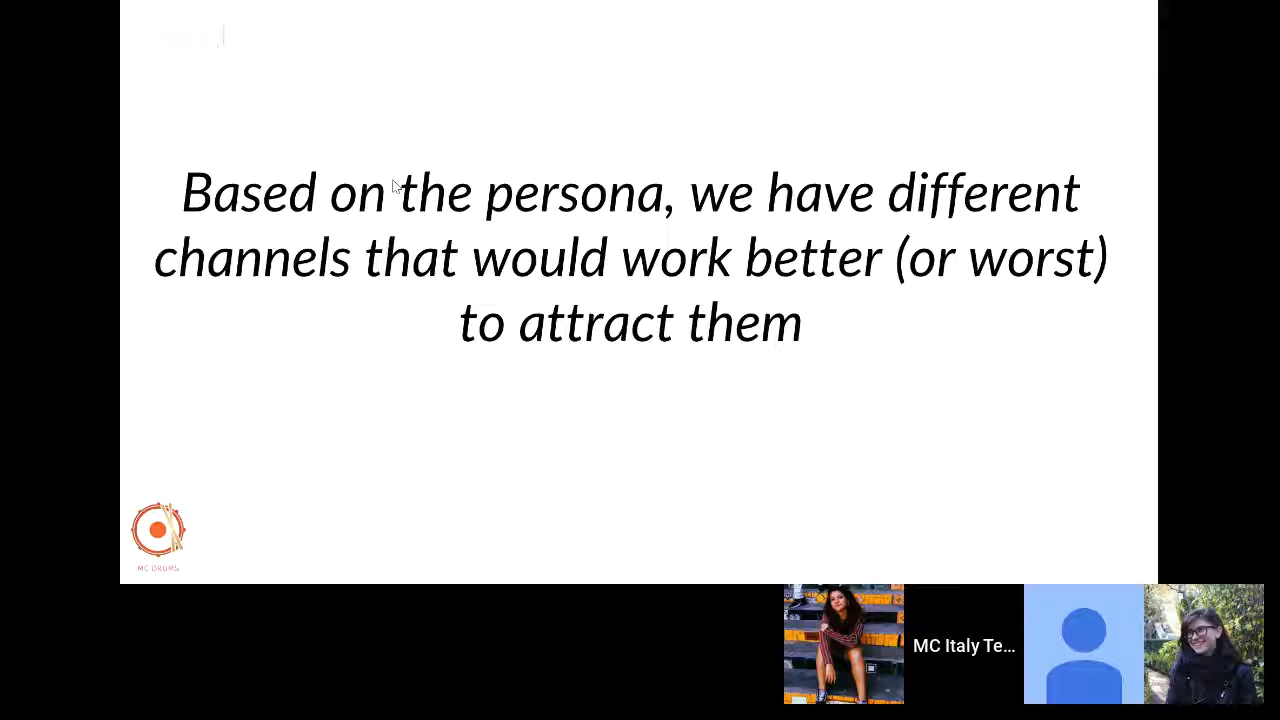 Based on the persona, we have different
channels that would work better (or worst)
to attract them
MC DRUMS
MC Italy Te...